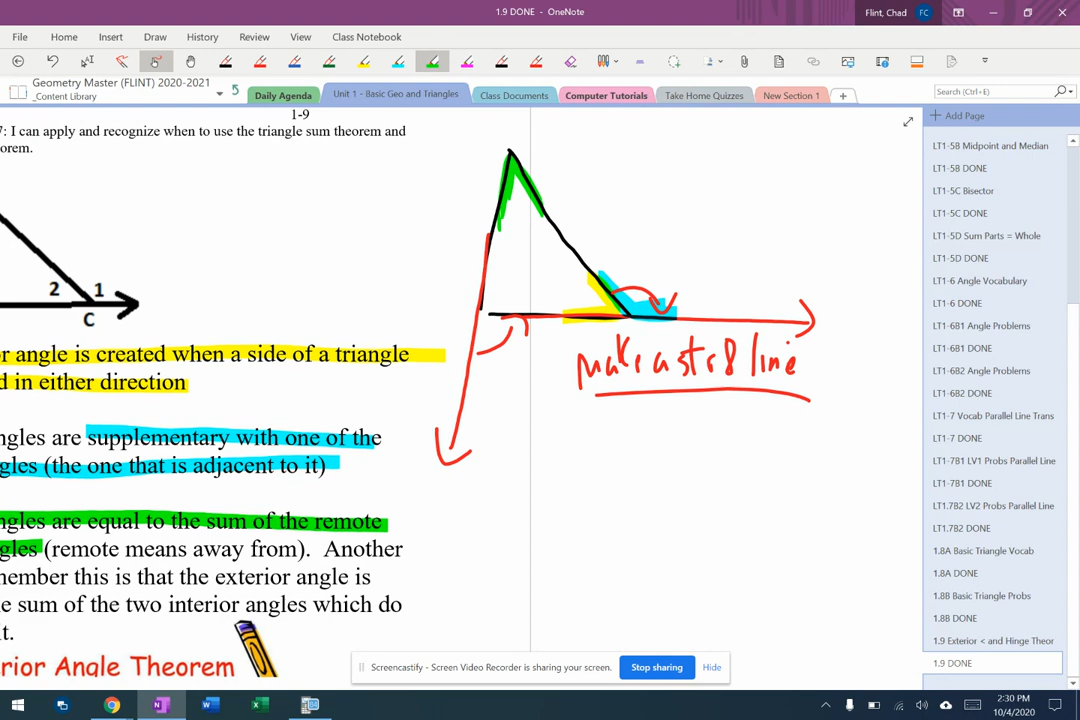 1.9 DONE - OneNote
Flint, Chad FC
File Home Insert Draw History Review View Class Notebook
Geometry Master (FLINT) 2020-2021
_Content Library
Daily Agenda Unit 1 - Basic Geo and Triangles Class Documents Computer Tutorials Take Home Quizzes New Section 1
Search (Ctrl+E)
Add Page
1-9
7: I can apply and recognize when to use the triangle sum theorem and
orem.
2 1
C
or angle is created when a side of a triangle
d in either direction
ngles are supplementary with one of the
gles (the one that is adjacent to it)
ngles are equal to the sum of the remote
gles (remote means away from). Another
member this is that the exterior angle is
e sum of the two interior angles which do
it.
rior Angle Theorem
make a str8 line
LT1-5B Midpoint and Median
LT1-5B DONE
LT1-5C Bisector
LT1-5C DONE
LT1-5D Sum Parts = Whole
LT1-5D DONE
LT1-6 Angle Vocabulary
LT1-6 DONE
LT1-6B1 Angle Problems
LT1-6B1 DONE
LT1-6B2 Angle Problems
LT1-6B2 DONE
LT1-7 Vocab Parallel Line Trans
LT1-7 DONE
LT1-7B1 LV1 Probs Parallel Line
LT1-7B1 DONE
LT1.7B2 LV2 Probs Parallel Line
LT1.7B2 DONE
1.8A Basic Triangle Vocab
1.8A DONE
1.8B Basic Triangle Probs
1.8B DONE
1.9 Exterior < and Hinge Theor
1.9 DONE
Screencastify - Screen Video Recorder is sharing your screen. Stop sharing Hide
2:30 PM
10/4/2020